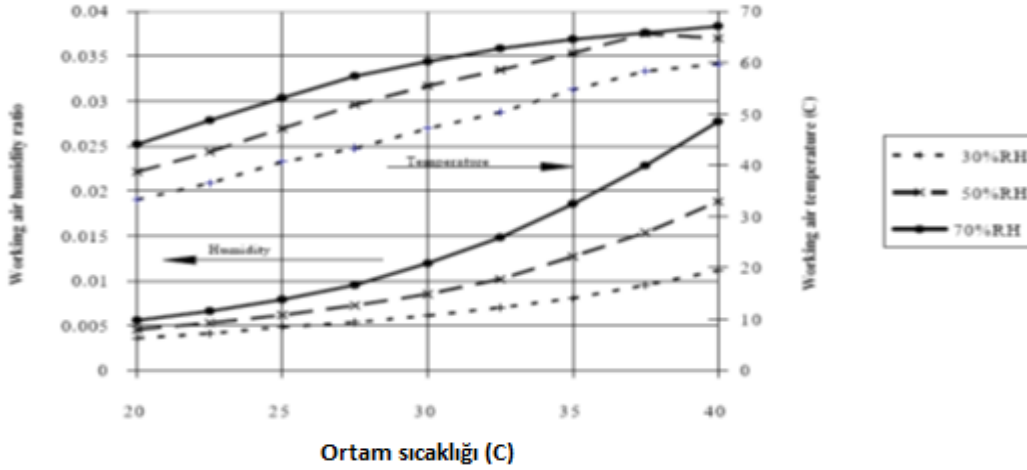 0.04
0.035
0.03
0.025
0.02
0.015
0.01
0.005
0
Working air humidity ratio
70
60
50
40
30
20
10
0
Working air temperature (C)
Temperature
Humidity
20 25 30 35 40
Ortam sıcaklığı (C)
30%RH
50%RH
70%RH